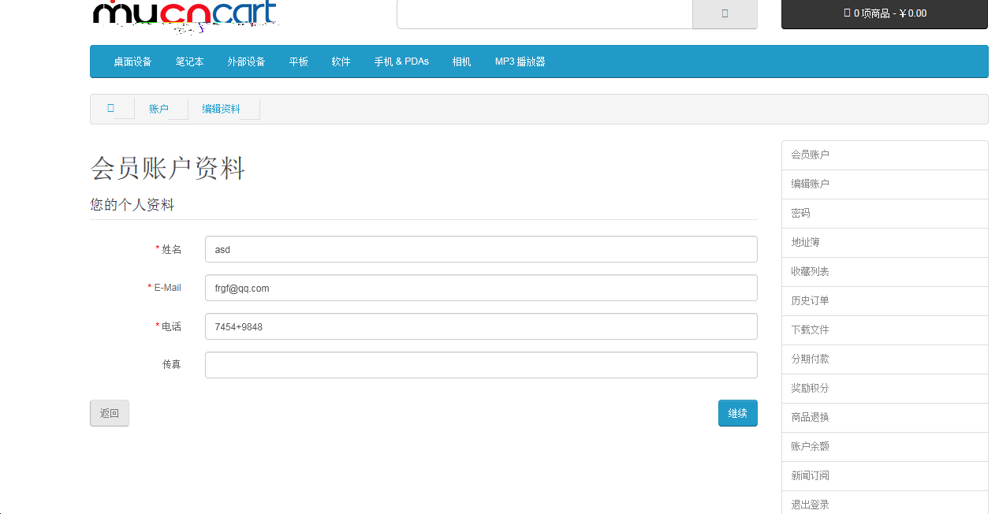 mucncart
0 项商品 - ￥0.00
桌面设备 笔记本 外部设备 平板 软件 手机 & PDAs 相机 MP3 播放器
账户 编辑资料
会员账户资料
您的个人资料
* 姓名 asd
* E-Mail frgf@qq.com
* 电话 7454+9848
传真
返回 继续
会员账户
编辑账户
密码
地址簿
收藏列表
历史订单
下载文件
分期付款
奖励积分
商品退换
账户余额
新闻订阅
退出登录